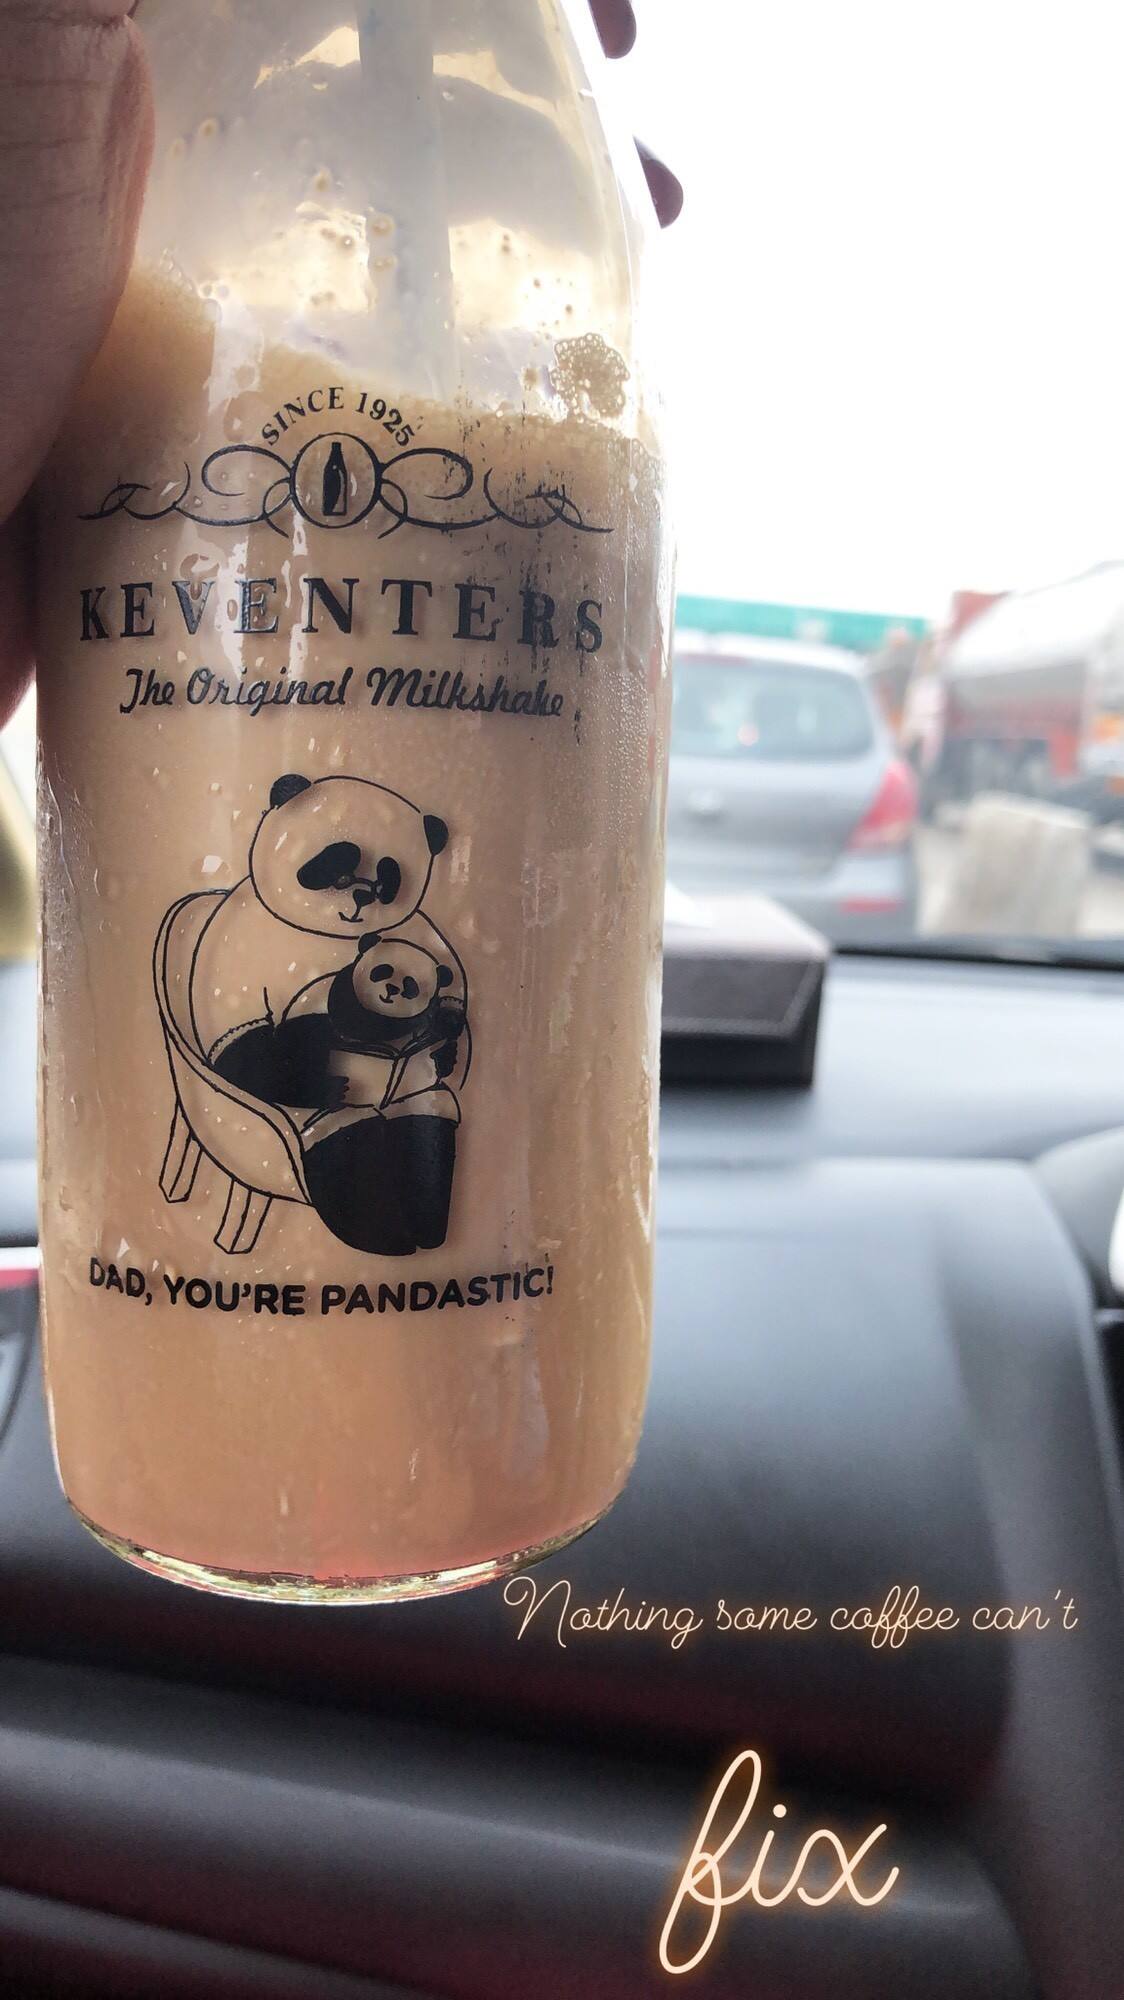 SINCE 1925
KEVENTERS
The Original Milkshake
DAD, YOU'RE PANDASTIC!
Nothing some coffee can't
fix